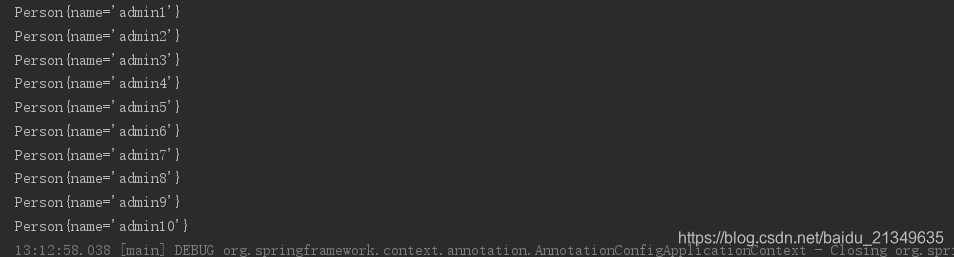 Person{name='admin1'}
Person{name='admin2'}
Person{name='admin3'}
Person{name='admin4'}
Person{name='admin5'}
Person{name='admin6'}
Person{name='admin7'}
Person{name='admin8'}
Person{name='admin9'}
Person{name='admin10'}
13:12:58.038 [main] DEBUG org.springframework.context.annotation.AnnotationConfigApplicationContext - Closing org.spr
https://blog.csdn.net/baidu_21349635